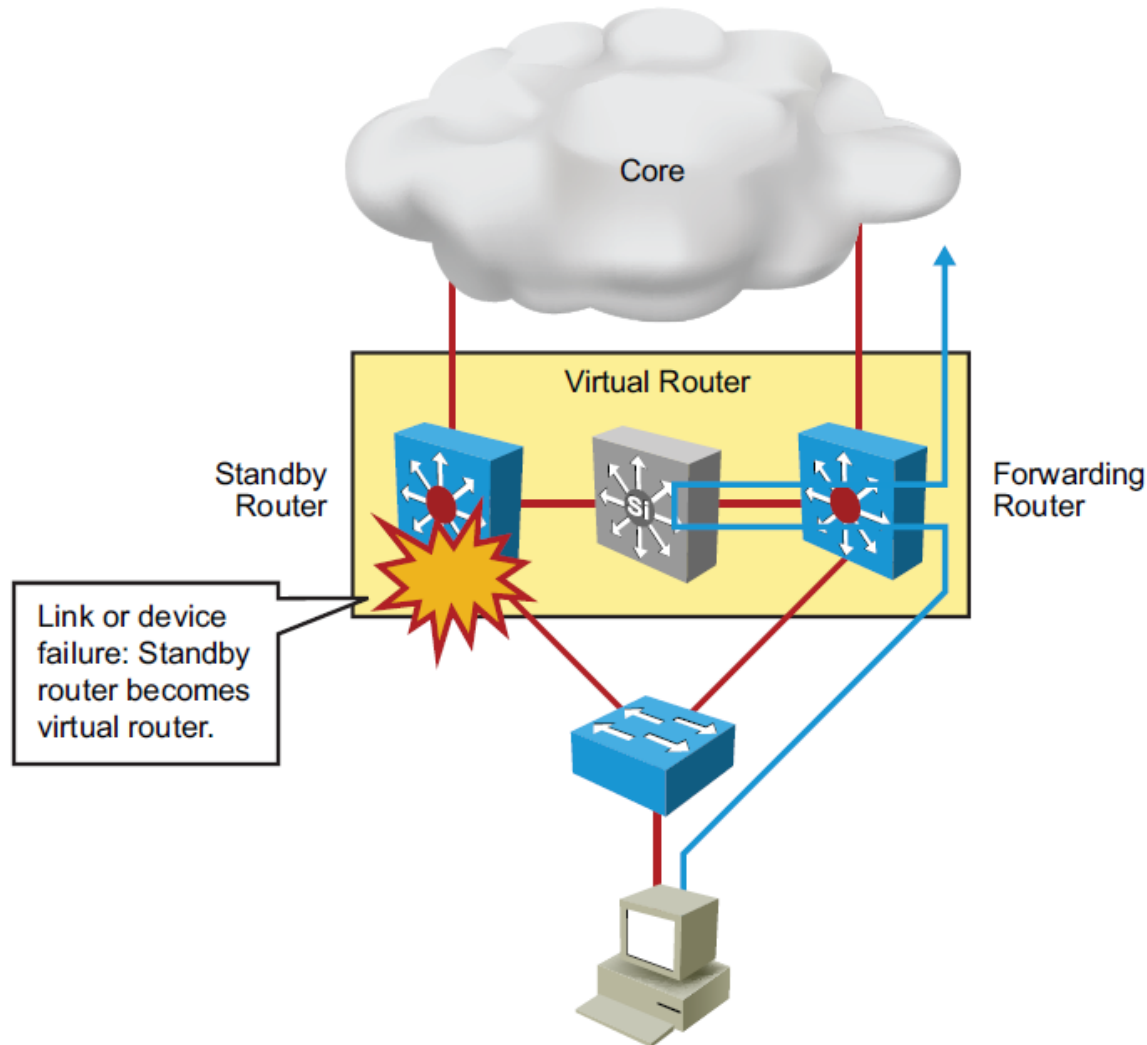 Core
Virtual Router
Standby
Router
Si
Forwarding
Router
Link or device
failure: Standby
router becomes
virtual router.